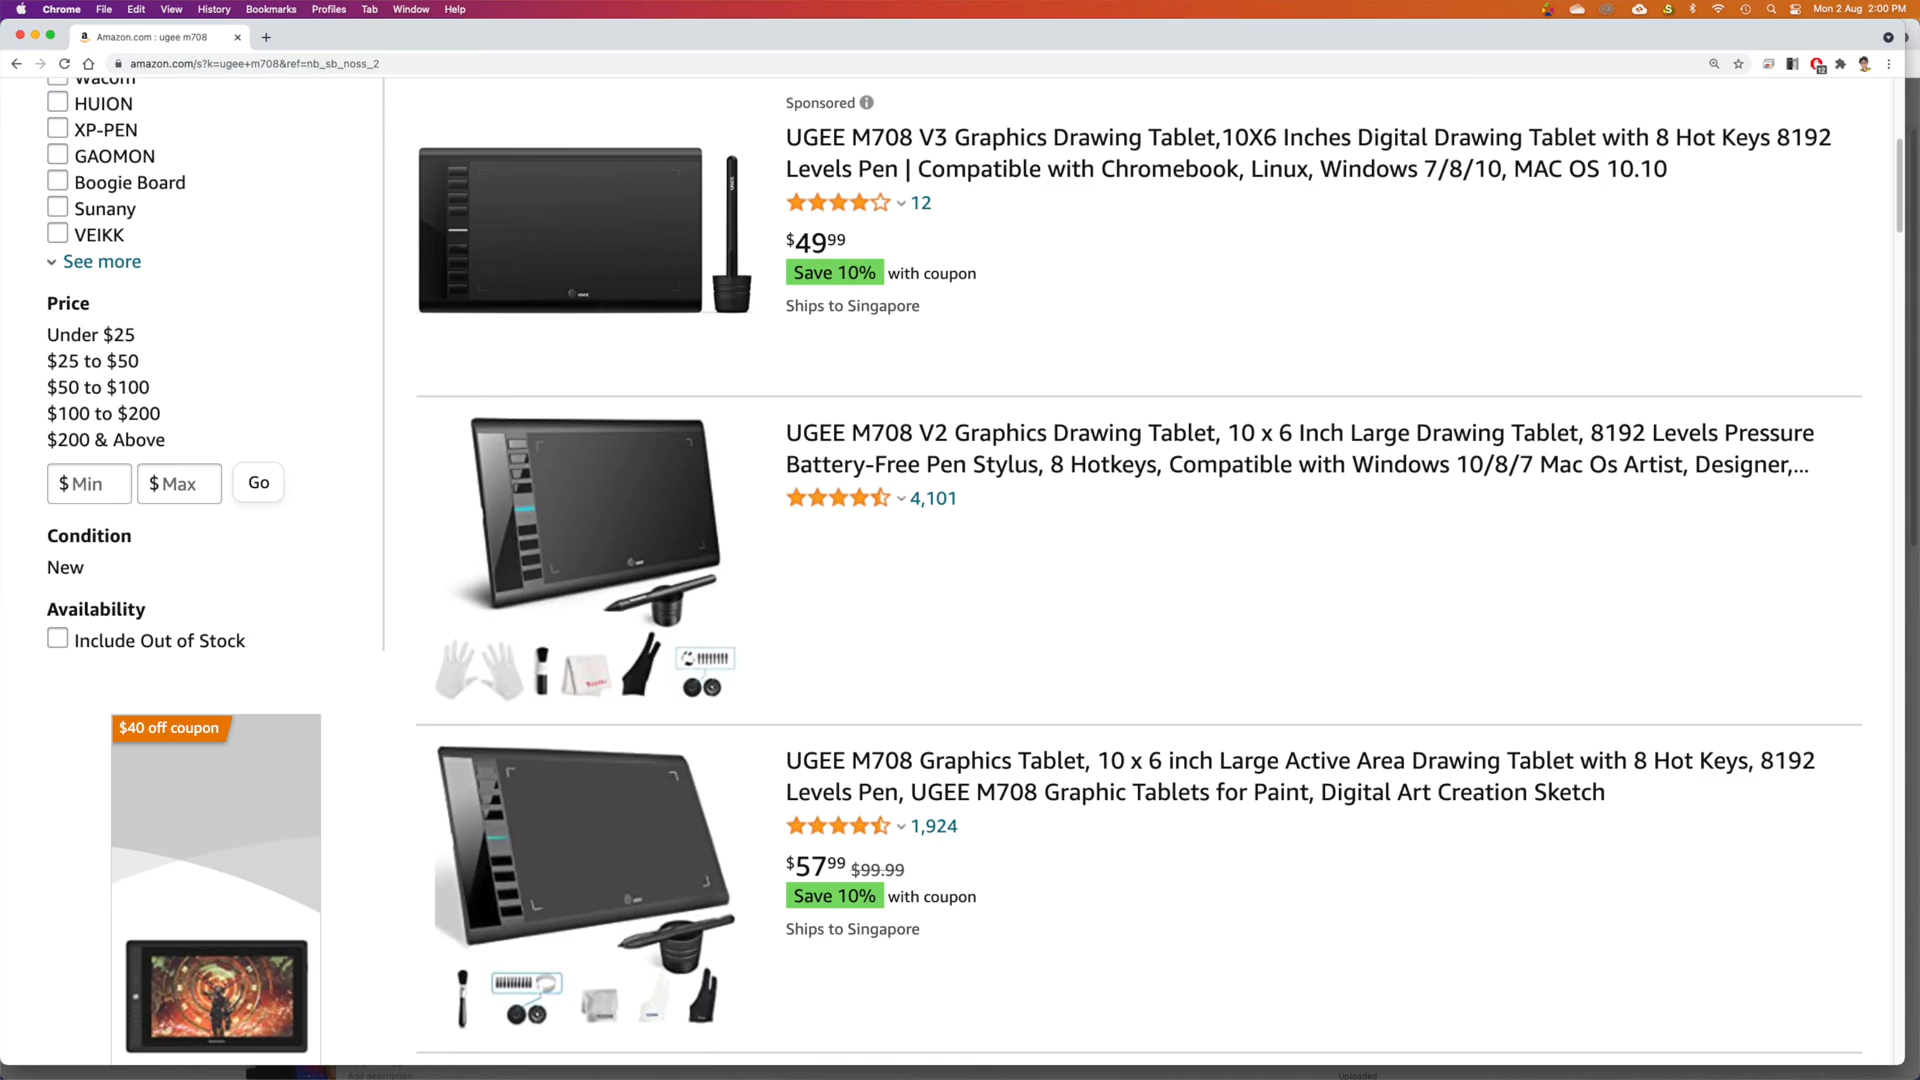 Chrome File Edit View History Bookmarks Profiles Tab Window Help
Mon 2 Aug 2:00 PM
Amazon.com : ugee m708
amazon.com/s?k=ugee+m708&ref=nb_sb_noss_2
Wacom
HUION
XP-PEN
GAOMON
Boogie Board
Sunany
VEIKK
See more
Price
Under $25
$25 to $50
$50 to $100
$100 to $200
$200 & Above
$ Min $ Max Go
Condition
New
Availability
Include Out of Stock
$40 off coupon
Sponsored
UGEE M708 V3 Graphics Drawing Tablet,10X6 Inches Digital Drawing Tablet with 8 Hot Keys 8192
Levels Pen | Compatible with Chromebook, Linux, Windows 7/8/10, MAC OS 10.10
12
$49 99
Save 10% with coupon
Ships to Singapore
UGEE M708 V2 Graphics Drawing Tablet, 10 x 6 Inch Large Drawing Tablet, 8192 Levels Pressure
Battery-Free Pen Stylus, 8 Hotkeys, Compatible with Windows 10/8/7 Mac Os Artist, Designer,...
4,101
UGEE M708 Graphics Tablet, 10 x 6 inch Large Active Area Drawing Tablet with 8 Hot Keys, 8192
Levels Pen, UGEE M708 Graphic Tablets for Paint, Digital Art Creation Sketch
1,924
$57 99 $99.99
Save 10% with coupon
Ships to Singapore
Add description
Uploaded